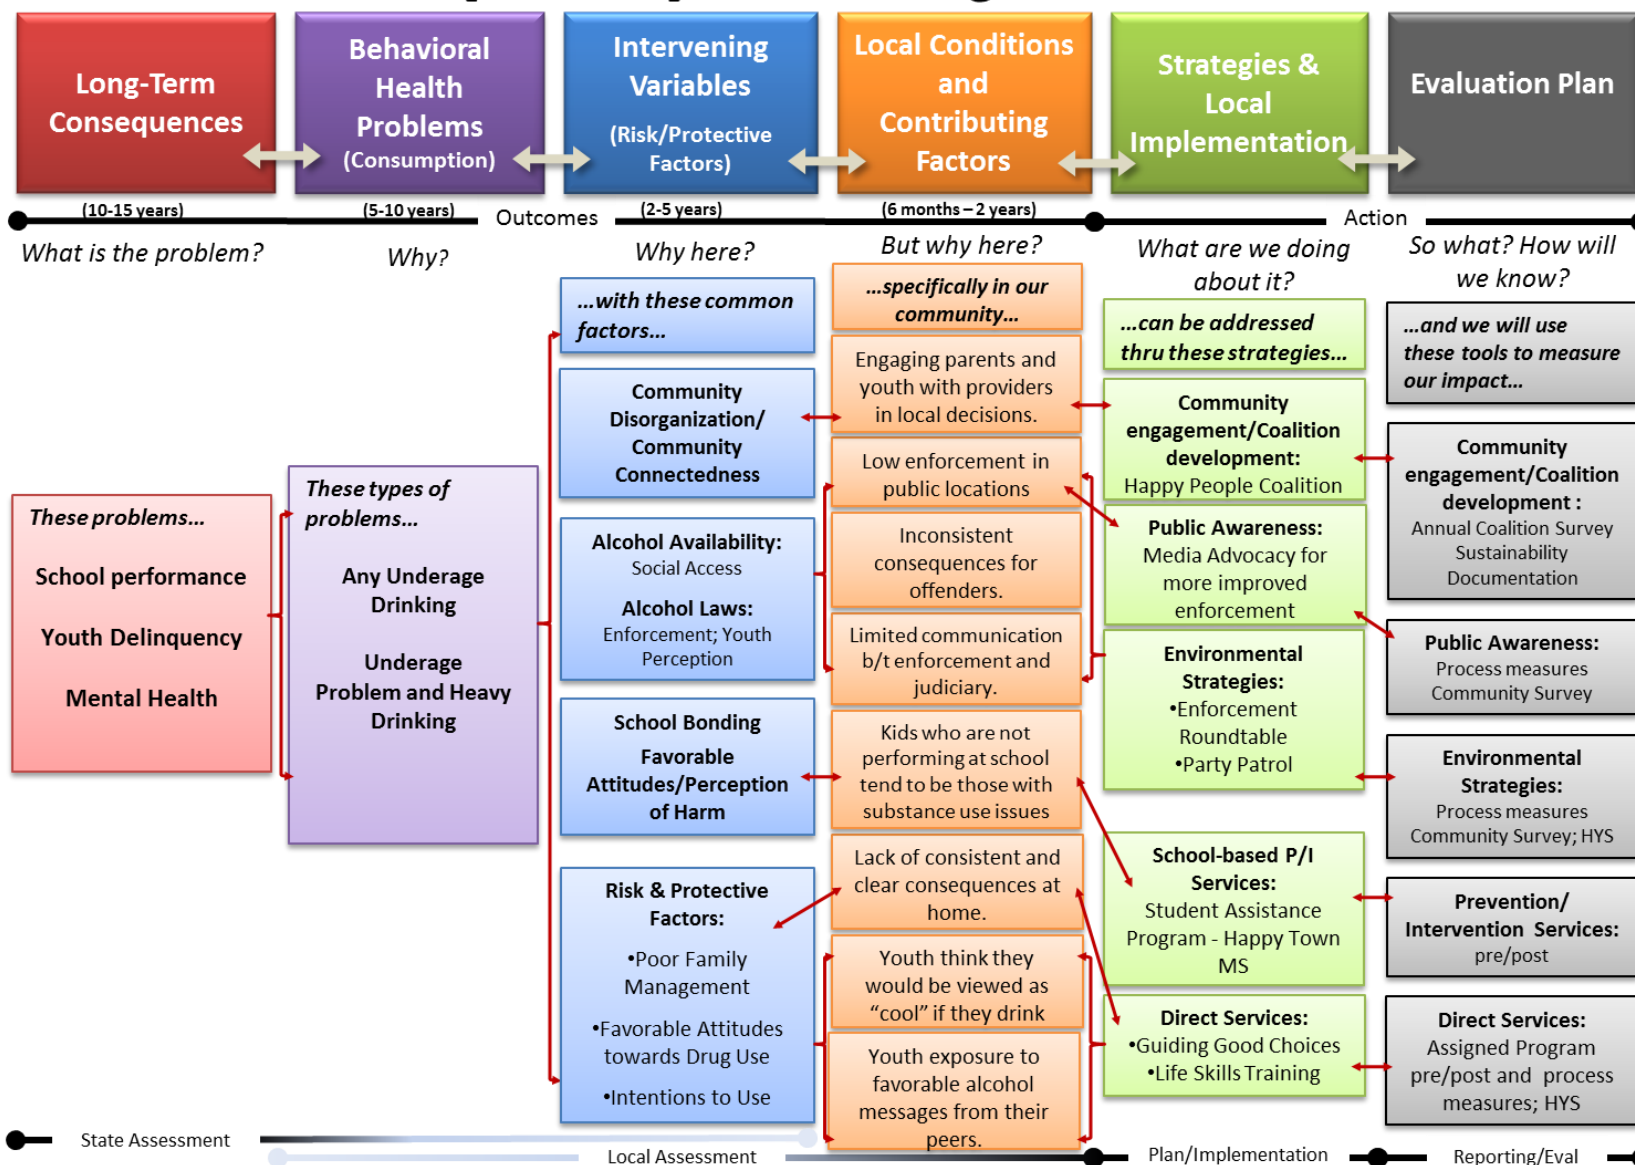 Long-Term
Consequences
Behavioral
Health
Problems
(Consumption)
Intervening
Variables
(Risk/Protective
Factors)
Local Conditions
and
Contributing
Factors
Strategies &
Local
Implementation
Evaluation Plan
(10-15 years)
(5-10 years)
Outcomes
(2-5 years)
(6 months – 2 years)
Action
What is the problem?
Why?
Why here?
But why here?
What are we doing
about it?
So what? How will
we know?
These problems…
School performance
Youth Delinquency
Mental Health
These types of
problems…
Any Underage
Drinking
Underage
Problem and Heavy
Drinking
…with these common
factors…
Community
Disorganization/
Community
Connectedness
Alcohol Availability:
Social Access
Alcohol Laws:
Enforcement; Youth
Perception
School Bonding
Favorable
Attitudes/Perception
of Harm
Risk & Protective
Factors:
•Poor Family
Management
•Favorable Attitudes
towards Drug Use
•Intentions to Use
…specifically in our
community…
Engaging parents and
youth with providers
in local decisions.
Low enforcement in
public locations
Inconsistent
consequences for
offenders.
Limited communication
b/t enforcement and
judiciary.
Kids who are not
performing at school
tend to be those with
substance use issues
Lack of consistent and
clear consequences at
home.
Youth think they
would be viewed as
“cool” if they drink
Youth exposure to
favorable alcohol
messages from their
peers.
…can be addressed
thru these strategies…
Community
engagement/Coalition
development:
Happy People Coalition
Public Awareness:
Media Advocacy for
more improved
enforcement
Environmental
Strategies:
•Enforcement
Roundtable
•Party Patrol
School-based P/I
Services:
Student Assistance
Program - Happy Town
MS
Direct Services:
•Guiding Good Choices
•Life Skills Training
…and we will use
these tools to measure
our impact…
Community
engagement/Coalition
development :
Annual Coalition Survey
Sustainability
Documentation
Public Awareness:
Process measures
Community Survey
Environmental
Strategies:
Process measures
Community Survey; HYS
Prevention/
Intervention Services:
pre/post
Direct Services:
Assigned Program
pre/post and process
measures; HYS
State Assessment
Local Assessment
Plan/Implementation
Reporting/Eval